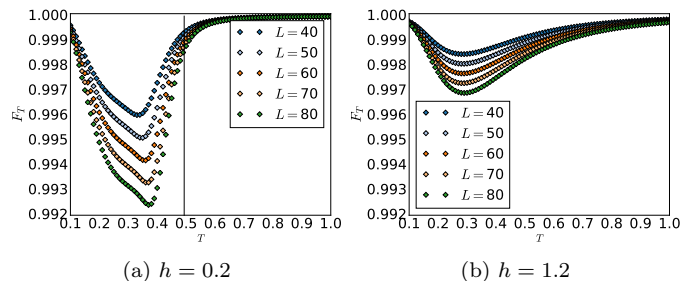 1.000
0.999
0.998
0.997
0.996
0.995
0.994
0.993
0.992
F_T
0.1 0.2 0.3 0.4 0.5 0.6 0.7 0.8 0.9 1.0
T
L = 40
L = 50
L = 60
L = 70
L = 80
(a) h = 0.2
1.000
0.999
0.998
0.997
0.996
0.995
0.994
0.993
0.992
F_T
0.1 0.2 0.3 0.4 0.5 0.6 0.7 0.8 0.9 1.0
T
L = 40
L = 50
L = 60
L = 70
L = 80
(b) h = 1.2